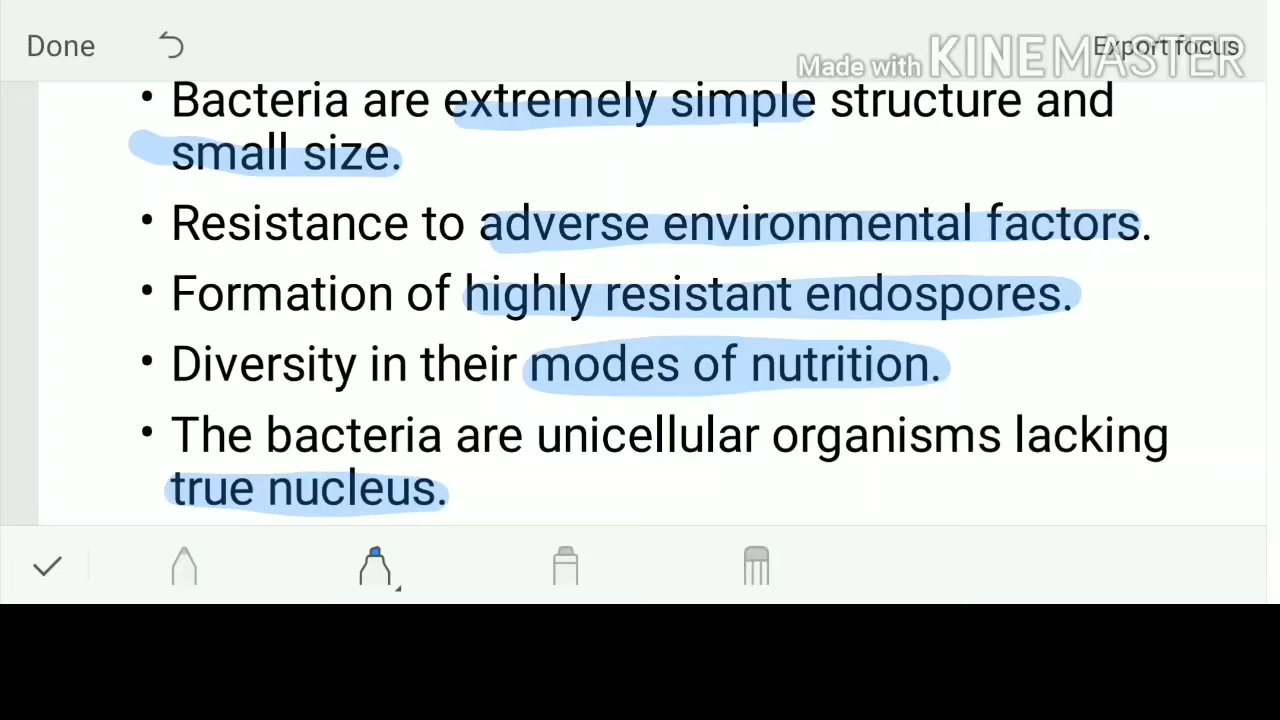 Done
Export focus
Made with KINEMASTER
• Bacteria are extremely simple structure and
small size.
• Resistance to adverse environmental factors.
• Formation of highly resistant endospores.
• Diversity in their modes of nutrition.
• The bacteria are unicellular organisms lacking
true nucleus.